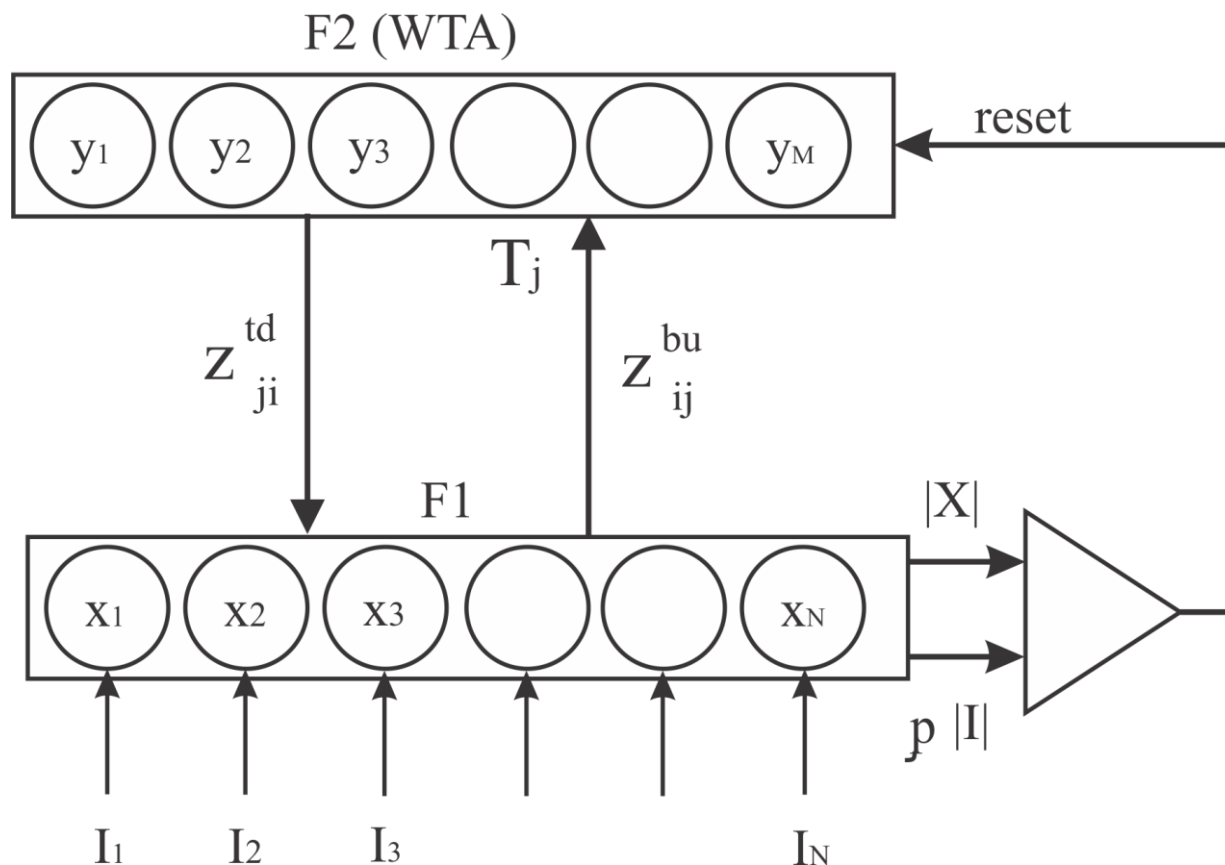 F2 (WTA)
y1 y2 y3 yM
reset
Tj
z td ji
z bu ij
F1
|X|
x1 x2 x3 xN
ρ |I|
I1 I2 I3 IN